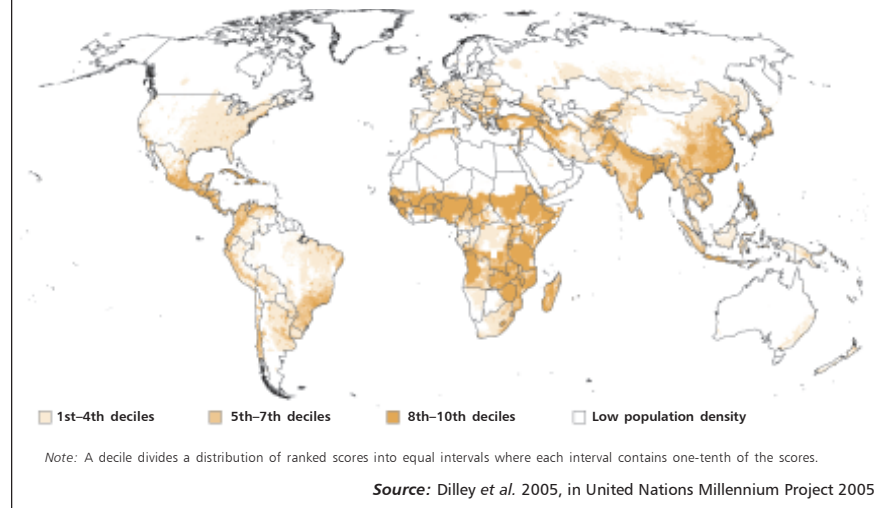 1st–4th deciles 5th–7th deciles 8th–10th deciles Low population density
Note: A decile divides a distribution of ranked scores into equal intervals where each interval contains one-tenth of the scores.
Source: Dilley et al. 2005, in United Nations Millennium Project 2005